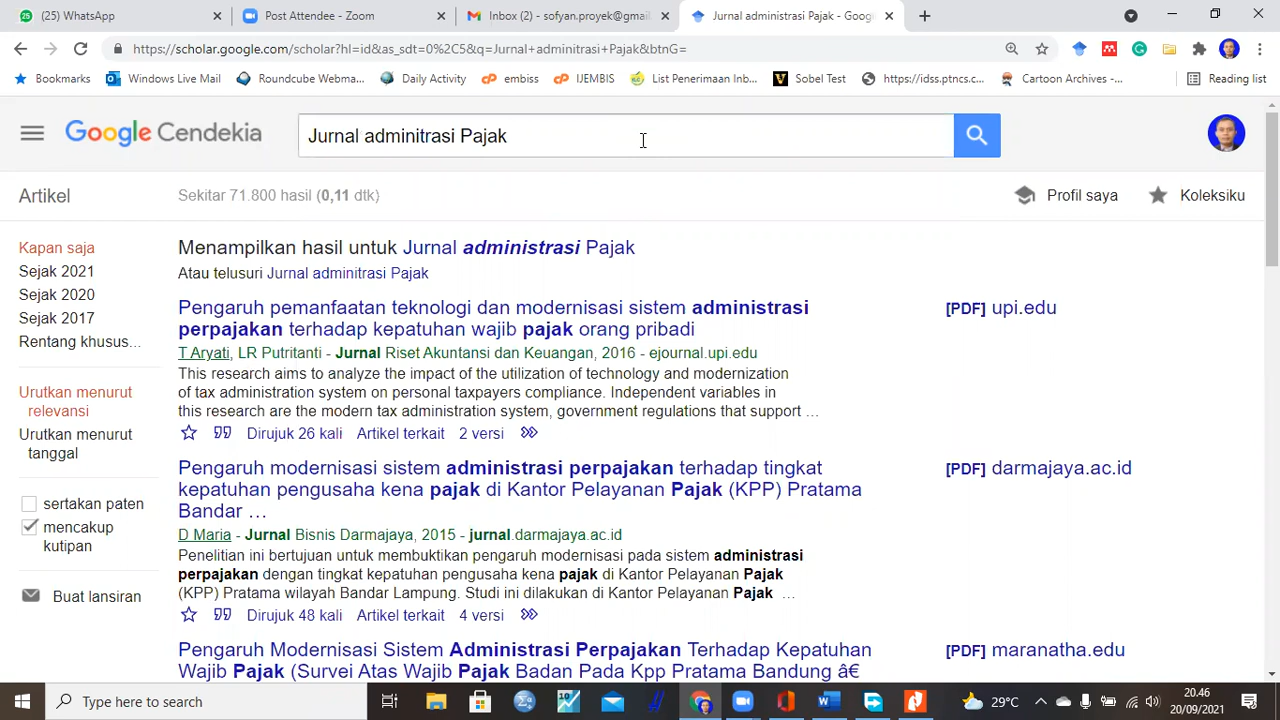 (25) WhatsApp
Post Attendee - Zoom
Inbox (2) - sofyan.proyek@gmail
Jurnal administrasi Pajak - Goog
https://scholar.google.com/scholar?hl=id&as_sdt=0%2C5&q=Jurnal+adminitrasi+Pajak&btnG=
Bookmarks
Windows Live Mail
Roundcube Webma...
Daily Activity
embiss
IJEMBIS
List Penerimaan Inb...
Sobel Test
https://idss.ptncs.c...
Cartoon Archives -...
Reading list
Google Cendekia
Jurnal adminitrasi Pajak
Artikel
Sekitar 71.800 hasil (0,11 dtk)
Profil saya
Koleksiku
Kapan saja
Sejak 2021
Sejak 2020
Sejak 2017
Rentang khusus...
Urutkan menurut
relevansi
Urutkan menurut
tanggal
sertakan paten
mencakup
kutipan
Buat lansiran
Menampilkan hasil untuk Jurnal administrasi Pajak
Atau telusuri Jurnal adminitrasi Pajak
Pengaruh pemanfaatan teknologi dan modernisasi sistem administrasi
perpajakan terhadap kepatuhan wajib pajak orang pribadi
[PDF] upi.edu
T Aryati, LR Putritanti - Jurnal Riset Akuntansi dan Keuangan, 2016 - ejournal.upi.edu
This research aims to analyze the impact of the utilization of technology and modernization
of tax administration system on personal taxpayers compliance. Independent variables in
this research are the modern tax administration system, government regulations that support ...
Dirujuk 26 kali Artikel terkait 2 versi
Pengaruh modernisasi sistem administrasi perpajakan terhadap tingkat
kepatuhan pengusaha kena pajak di Kantor Pelayanan Pajak (KPP) Pratama
Bandar ...
[PDF] darmajaya.ac.id
D Maria - Jurnal Bisnis Darmajaya, 2015 - jurnal.darmajaya.ac.id
Penelitian ini bertujuan untuk membuktikan pengaruh modernisasi pada sistem administrasi
perpajakan dengan tingkat kepatuhan pengusaha kena pajak di Kantor Pelayanan Pajak
(KPP) Pratama wilayah Bandar Lampung. Studi ini dilakukan di Kantor Pelayanan Pajak ...
Dirujuk 48 kali Artikel terkait 4 versi
Pengaruh Modernisasi Sistem Administrasi Perpajakan Terhadap Kepatuhan
Wajib Pajak (Survei Atas Wajib Pajak Badan Pada Kpp Pratama Bandung â€
[PDF] maranatha.edu
Type here to search
29°C
20.46
20/09/2021